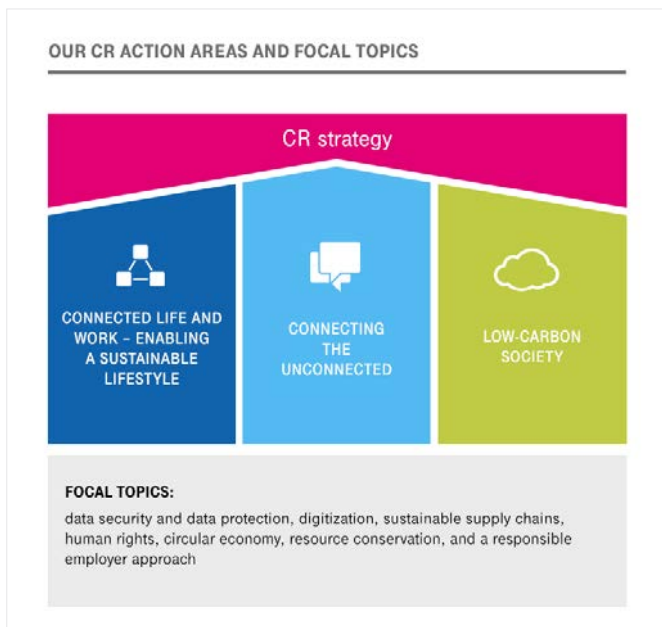 OUR CR ACTION AREAS AND FOCAL TOPICS
CR strategy
CONNECTED LIFE AND
WORK – ENABLING
A SUSTAINABLE
LIFESTYLE
CONNECTING
THE
UNCONNECTED
LOW-CARBON
SOCIETY
FOCAL TOPICS:
data security and data protection, digitization, sustainable supply chains,
human rights, circular economy, resource conservation, and a responsible
employer approach